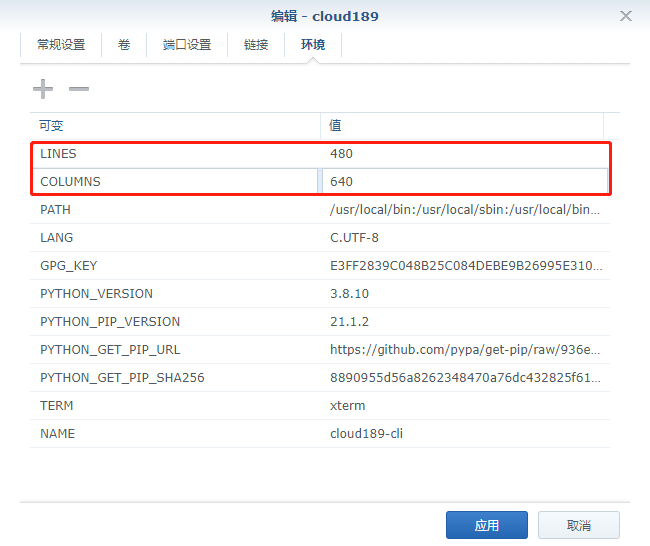 编辑 - cloud189
常规设置 卷 端口设置 链接 环境
可变 值
LINES 480
COLUMNS 640
PATH /usr/local/bin:/usr/local/sbin:/usr/local/bin...
LANG C.UTF-8
GPG_KEY E3FF2839C048B25C084DEBE9B26995E310...
PYTHON_VERSION 3.8.10
PYTHON_PIP_VERSION 21.1.2
PYTHON_GET_PIP_URL https://github.com/pypa/get-pip/raw/936e...
PYTHON_GET_PIP_SHA256 8890955d56a8262348470a76dc432825f61...
TERM xterm
NAME cloud189-cli
应用 取消